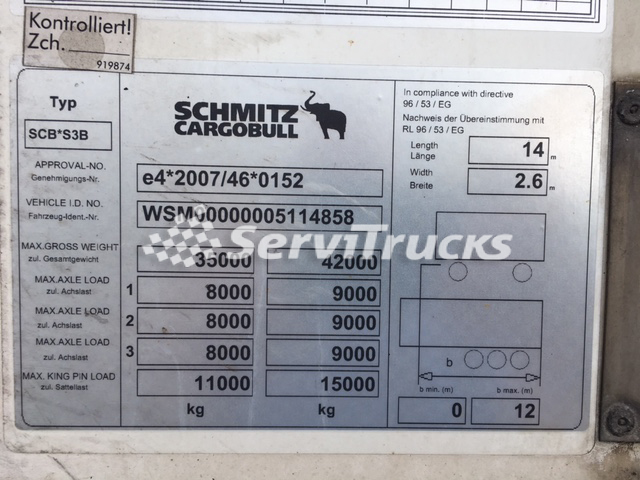 Kontrolliert!
Zch.
919874
Typ
SCB*S3B
SCHMITZ
CARGOBULL
In compliance with directive
96 / 53 / EG
Nachweis der Übereinstimmung mit
RL 96 / 53 / EG
Length
Länge
14 m
Width
Breite
2.6 m
APPROVAL-NO.
Genehmigungs-Nr.
e4*2007/46*0152
VEHICLE I.D. NO.
Fahrzeug-Ident.-Nr.
WSM00000005114858
ServiTrucks
MAX.GROSS WEIGHT
zul. Gesamtgewicht
35000 42000
MAX.AXLE LOAD
zul. Achslast
1 8000 9000
MAX.AXLE LOAD
zul. Achslast
2 8000 9000
MAX.AXLE LOAD
zul. Achslast
3 8000 9000
MAX. KING PIN LOAD
zul. Sattellast
11000 15000
kg kg
b
b min. (m) b max. (m)
0 12